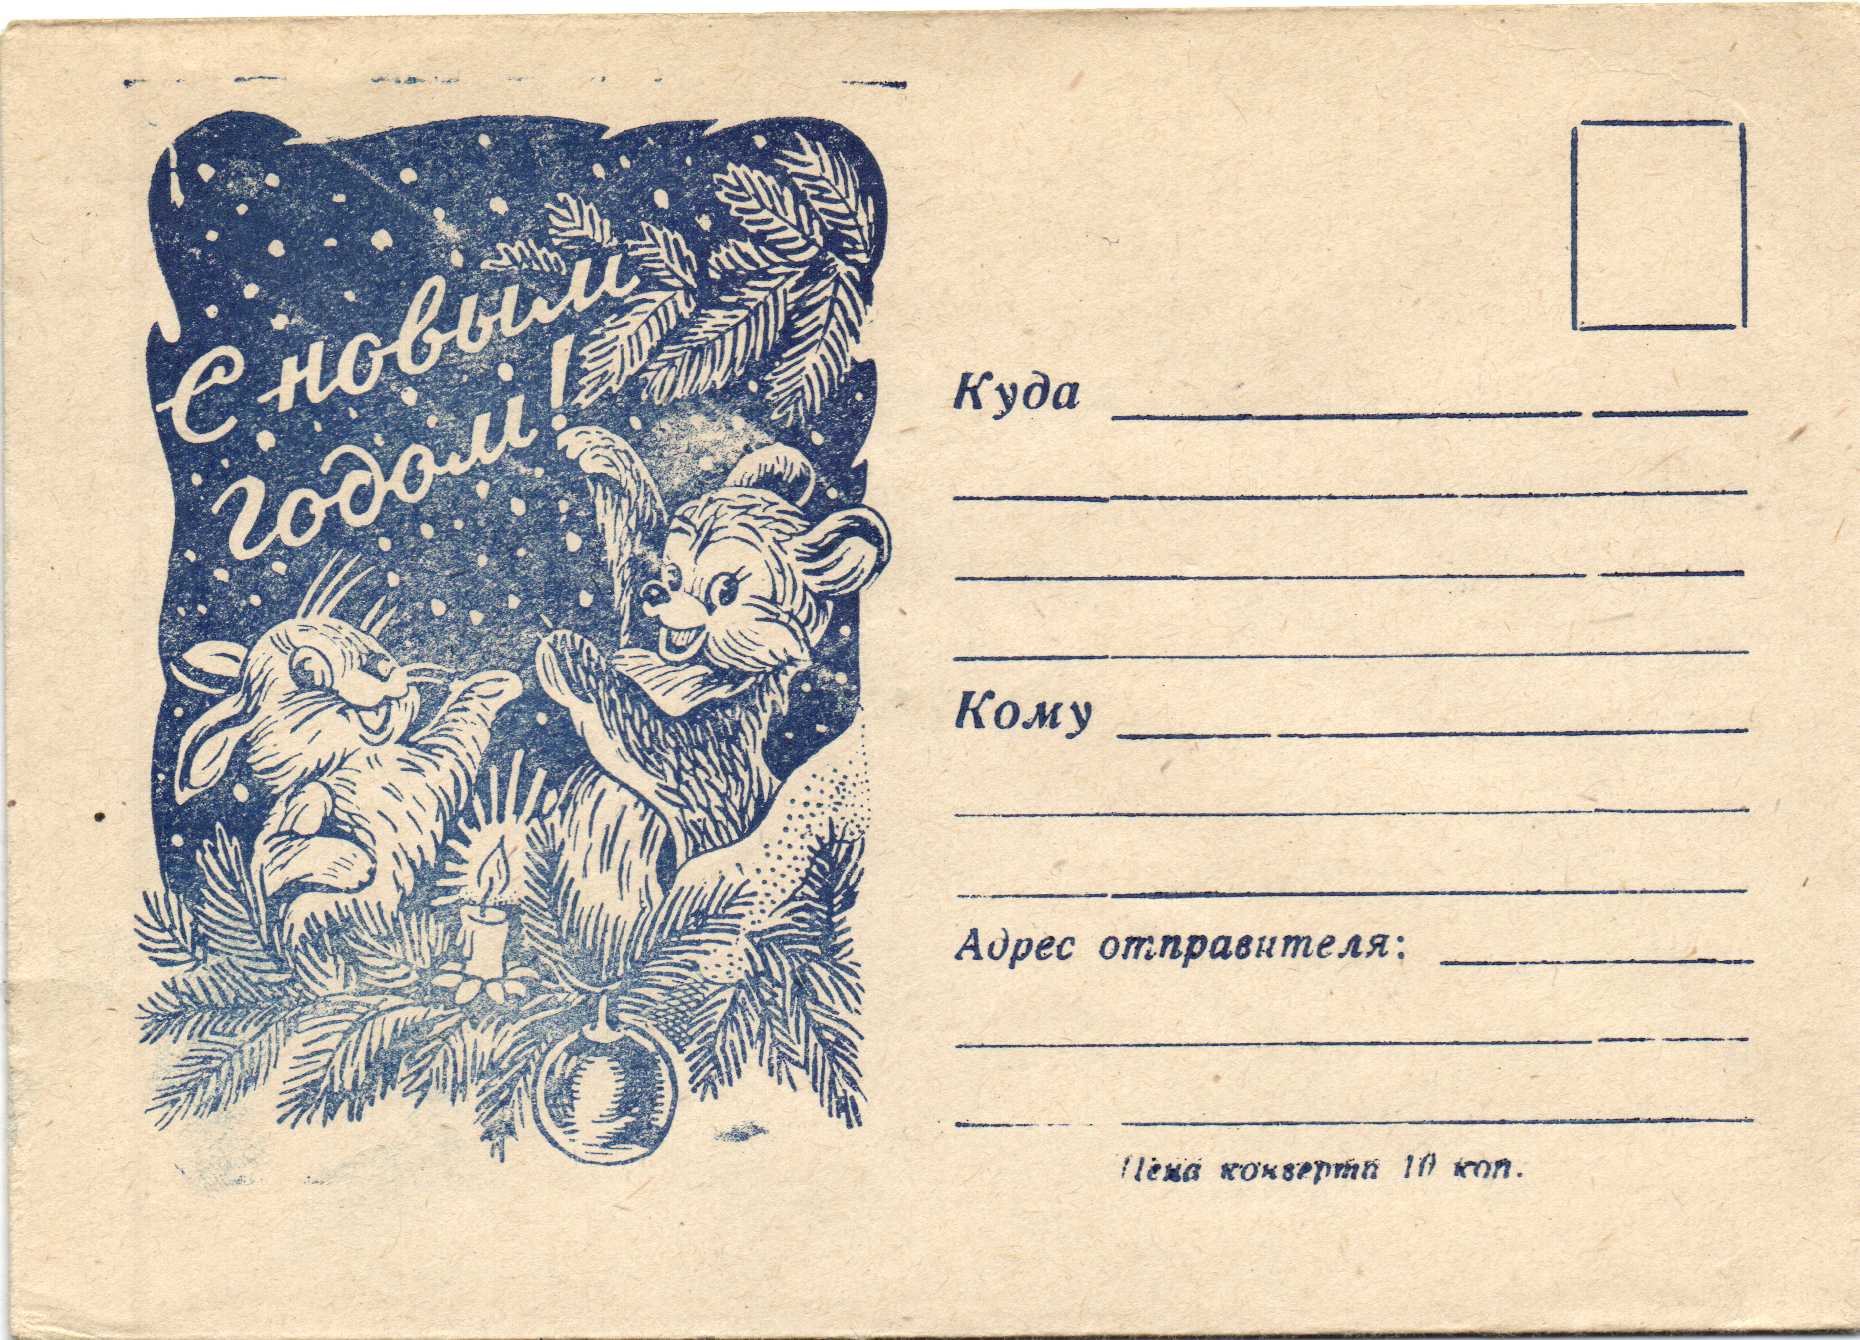 С новым
годом!
Куда
Кому
Адрес отправителя:
Цена конверта 10 коп.